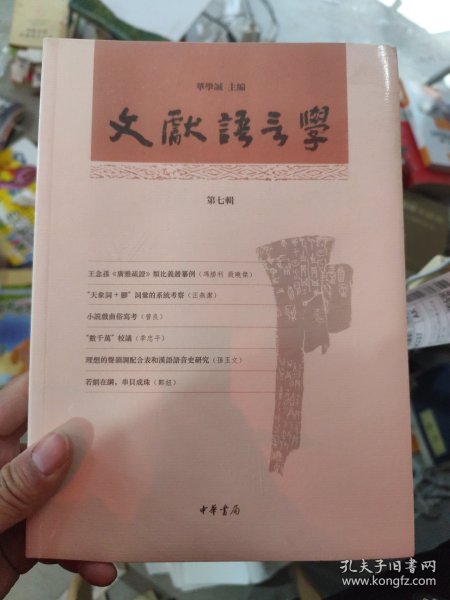 華學誠 主編
文獻語言學
第七輯
王念孫《廣雅疏證》類比義叢纂例（馮勝利 殷曉傑）
“天象詞＋腳”詞彙的系統考察（汪燕潔）
小説戲曲俗寫考（曾良）
“數千萬”校議（李忠平）
理想的聲韻調配合表和漢語語音史研究（孫玉文）
若網在綱，串貝成珠（鄭妞）
中華書局
孔夫子旧书网
www.kongfz.com